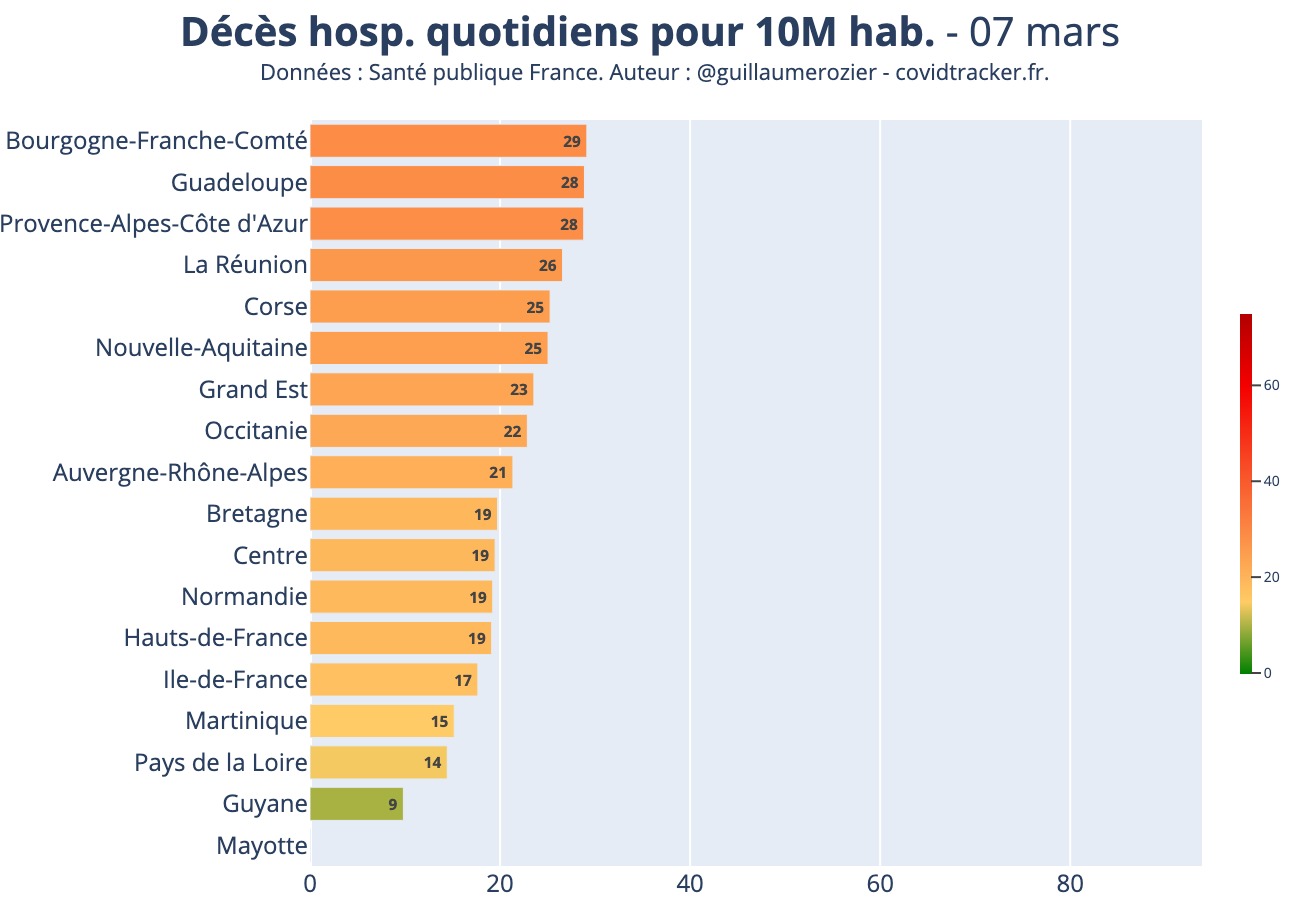 Décès hosp. quotidiens pour 10M hab. - 07 mars
Données : Santé publique France. Auteur : @guillaumerozier - covidtracker.fr.
Bourgogne-Franche-Comté 29
Guadeloupe 28
Provence-Alpes-Côte d'Azur 28
La Réunion 26
Corse 25
Nouvelle-Aquitaine 25
Grand Est 23
Occitanie 22
Auvergne-Rhône-Alpes 21
Bretagne 19
Centre 19
Normandie 19
Hauts-de-France 19
Ile-de-France 17
Martinique 15
Pays de la Loire 14
Guyane 9
Mayotte
0 20 40 60 80
60
40
20
0